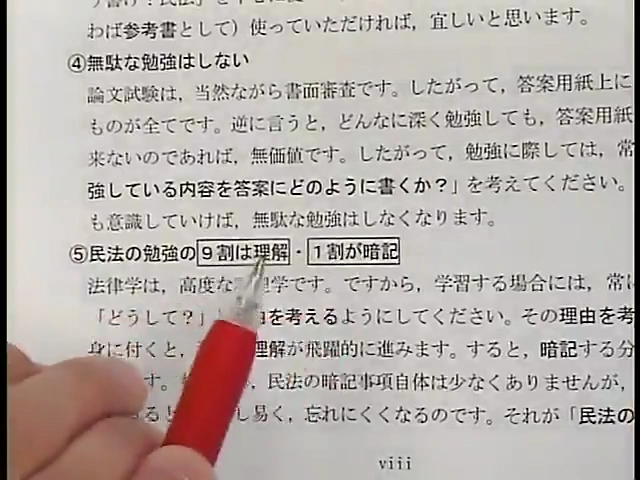 わば参考書として）使っていただければ，宜しいと思います。
④無駄な勉強はしない
論文試験は，当然ながら書面審査です。したがって，答案用紙上に
ものが全てです。逆に言うと，どんなに深く勉強しても，答案用紙
来ないのであれば，無価値です。したがって，勉強に際しては，常
強している内容を答案にどのように書くか？」を考えてください。
も意識していけば，無駄な勉強はしなくなります。
⑤民法の勉強の９割は理解・１割が暗記
法律学は，高度な 学です。ですから，学習する場合には，常に
「どうして？」 由を考えるようにしてください。その理由を考
身に付くと， 理解が飛躍的に進みます。すると，暗記する分
す。 ，民法の暗記事項自体は少なくありませんが，
ると し易く，忘れにくくなるのです。それが「民法の
viii